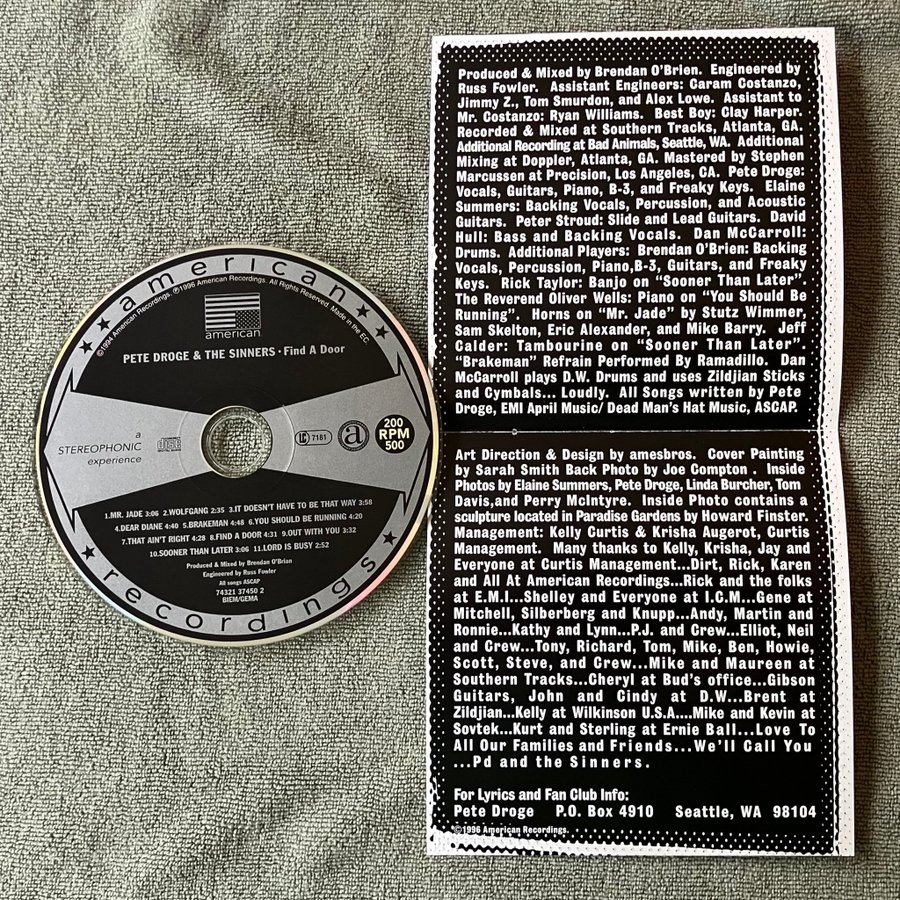 american
©1994 American Recordings. ℗1996 American Recordings. All Rights Reserved. Made in the EC.
american
PETE DROGE & THE SINNERS • Find A Door
a
STEREOPHONIC
experience
disc
LC 7181
a
200
RPM
500
1.MR. JADE 3:06 2.WOLFGANG 2:35 3.IT DOESN'T HAVE TO BE THAT WAY 3:58
4.DEAR DIANE 4:40 5.BRAKEMAN 4:48 6.YOU SHOULD BE RUNNING 4:20
7.THAT AIN'T RIGHT 4:28 8.FIND A DOOR 4:31 9.OUT WITH YOU 3:32
10.SOONER THAN LATER 3:06 11.LORD IS BUSY 2:52
Produced & Mixed by Brendan O'Brian
Engineered by Russ Fowler
All songs ASCAP
74321 37450 2
BIEM/GEMA
recordings
Produced & Mixed by Brendan O'Brien. Engineered by
Russ Fowler. Assistant Engineers: Caram Costanzo,
Jimmy Z., Tom Smurdon, and Alex Lowe. Assistant to
Mr. Costanzo: Ryan Williams. Best Boy: Clay Harper.
Recorded & Mixed at Southern Tracks, Atlanta, GA.
Additional Recording at Bad Animals, Seattle, WA. Additional
Mixing at Doppler, Atlanta, GA. Mastered by Stephen
Marcussen at Precision, Los Angeles, CA. Pete Droge:
Vocals, Guitars, Piano, B-3, and Freaky Keys. Elaine
Summers: Backing Vocals, Percussion, and Acoustic
Guitars. Peter Stroud: Slide and Lead Guitars. David
Hull: Bass and Backing Vocals. Dan McCarroll:
Drums. Additional Players: Brendan O'Brien: Backing
Vocals, Percussion, Piano,B-3, Guitars, and Freaky
Keys. Rick Taylor: Banjo on "Sooner Than Later".
The Reverend Oliver Wells: Piano on "You Should Be
Running". Horns on "Mr. Jade" by Stutz Wimmer,
Sam Skelton, Eric Alexander, and Mike Barry. Jeff
Calder: Tambourine on "Sooner Than Later".
"Brakeman" Refrain Performed By Ramadillo. Dan
McCarroll plays D.W. Drums and uses Zildjian Sticks
and Cymbals... Loudly. All Songs written by Pete
Droge, EMI April Music/ Dead Man's Hat Music, ASCAP.
Art Direction & Design by amesbros. Cover Painting
by Sarah Smith Back Photo by Joe Compton . Inside
Photos by Elaine Summers, Pete Droge, Linda Burcher, Tom
Davis,and Perry McIntyre. Inside Photo contains a
sculpture located in Paradise Gardens by Howard Finster.
Management: Kelly Curtis & Krisha Augerot, Curtis
Management. Many thanks to Kelly, Krisha, Jay and
Everyone at Curtis Management...Dirt, Rick, Karen
and All At American Recordings...Rick and the folks
at E.M.I...Shelley and Everyone at I.C.M...Gene at
Mitchell, Silberberg and Knupp...Andy, Martin and
Ronnie...Kathy and Lynn...P.J. and Crew...Elliot, Neil
and Crew...Tony, Richard, Tom, Mike, Ben, Howie,
Scott, Steve, and Crew...Mike and Maureen at
Southern Tracks...Cheryl at Bud's office...Gibson
Guitars, John and Cindy at D.W...Brent at
Zildjian...Kelly at Wilkinson U.S.A....Mike and Kevin at
Sovtek...Kurt and Sterling at Ernie Ball...Love To
All Our Families and Friends...We'll Call You
...Pd and the Sinners.
For Lyrics and Fan Club Info:
Pete Droge P.O. Box 4910 Seattle, WA 98104
©1996 American Recordings.